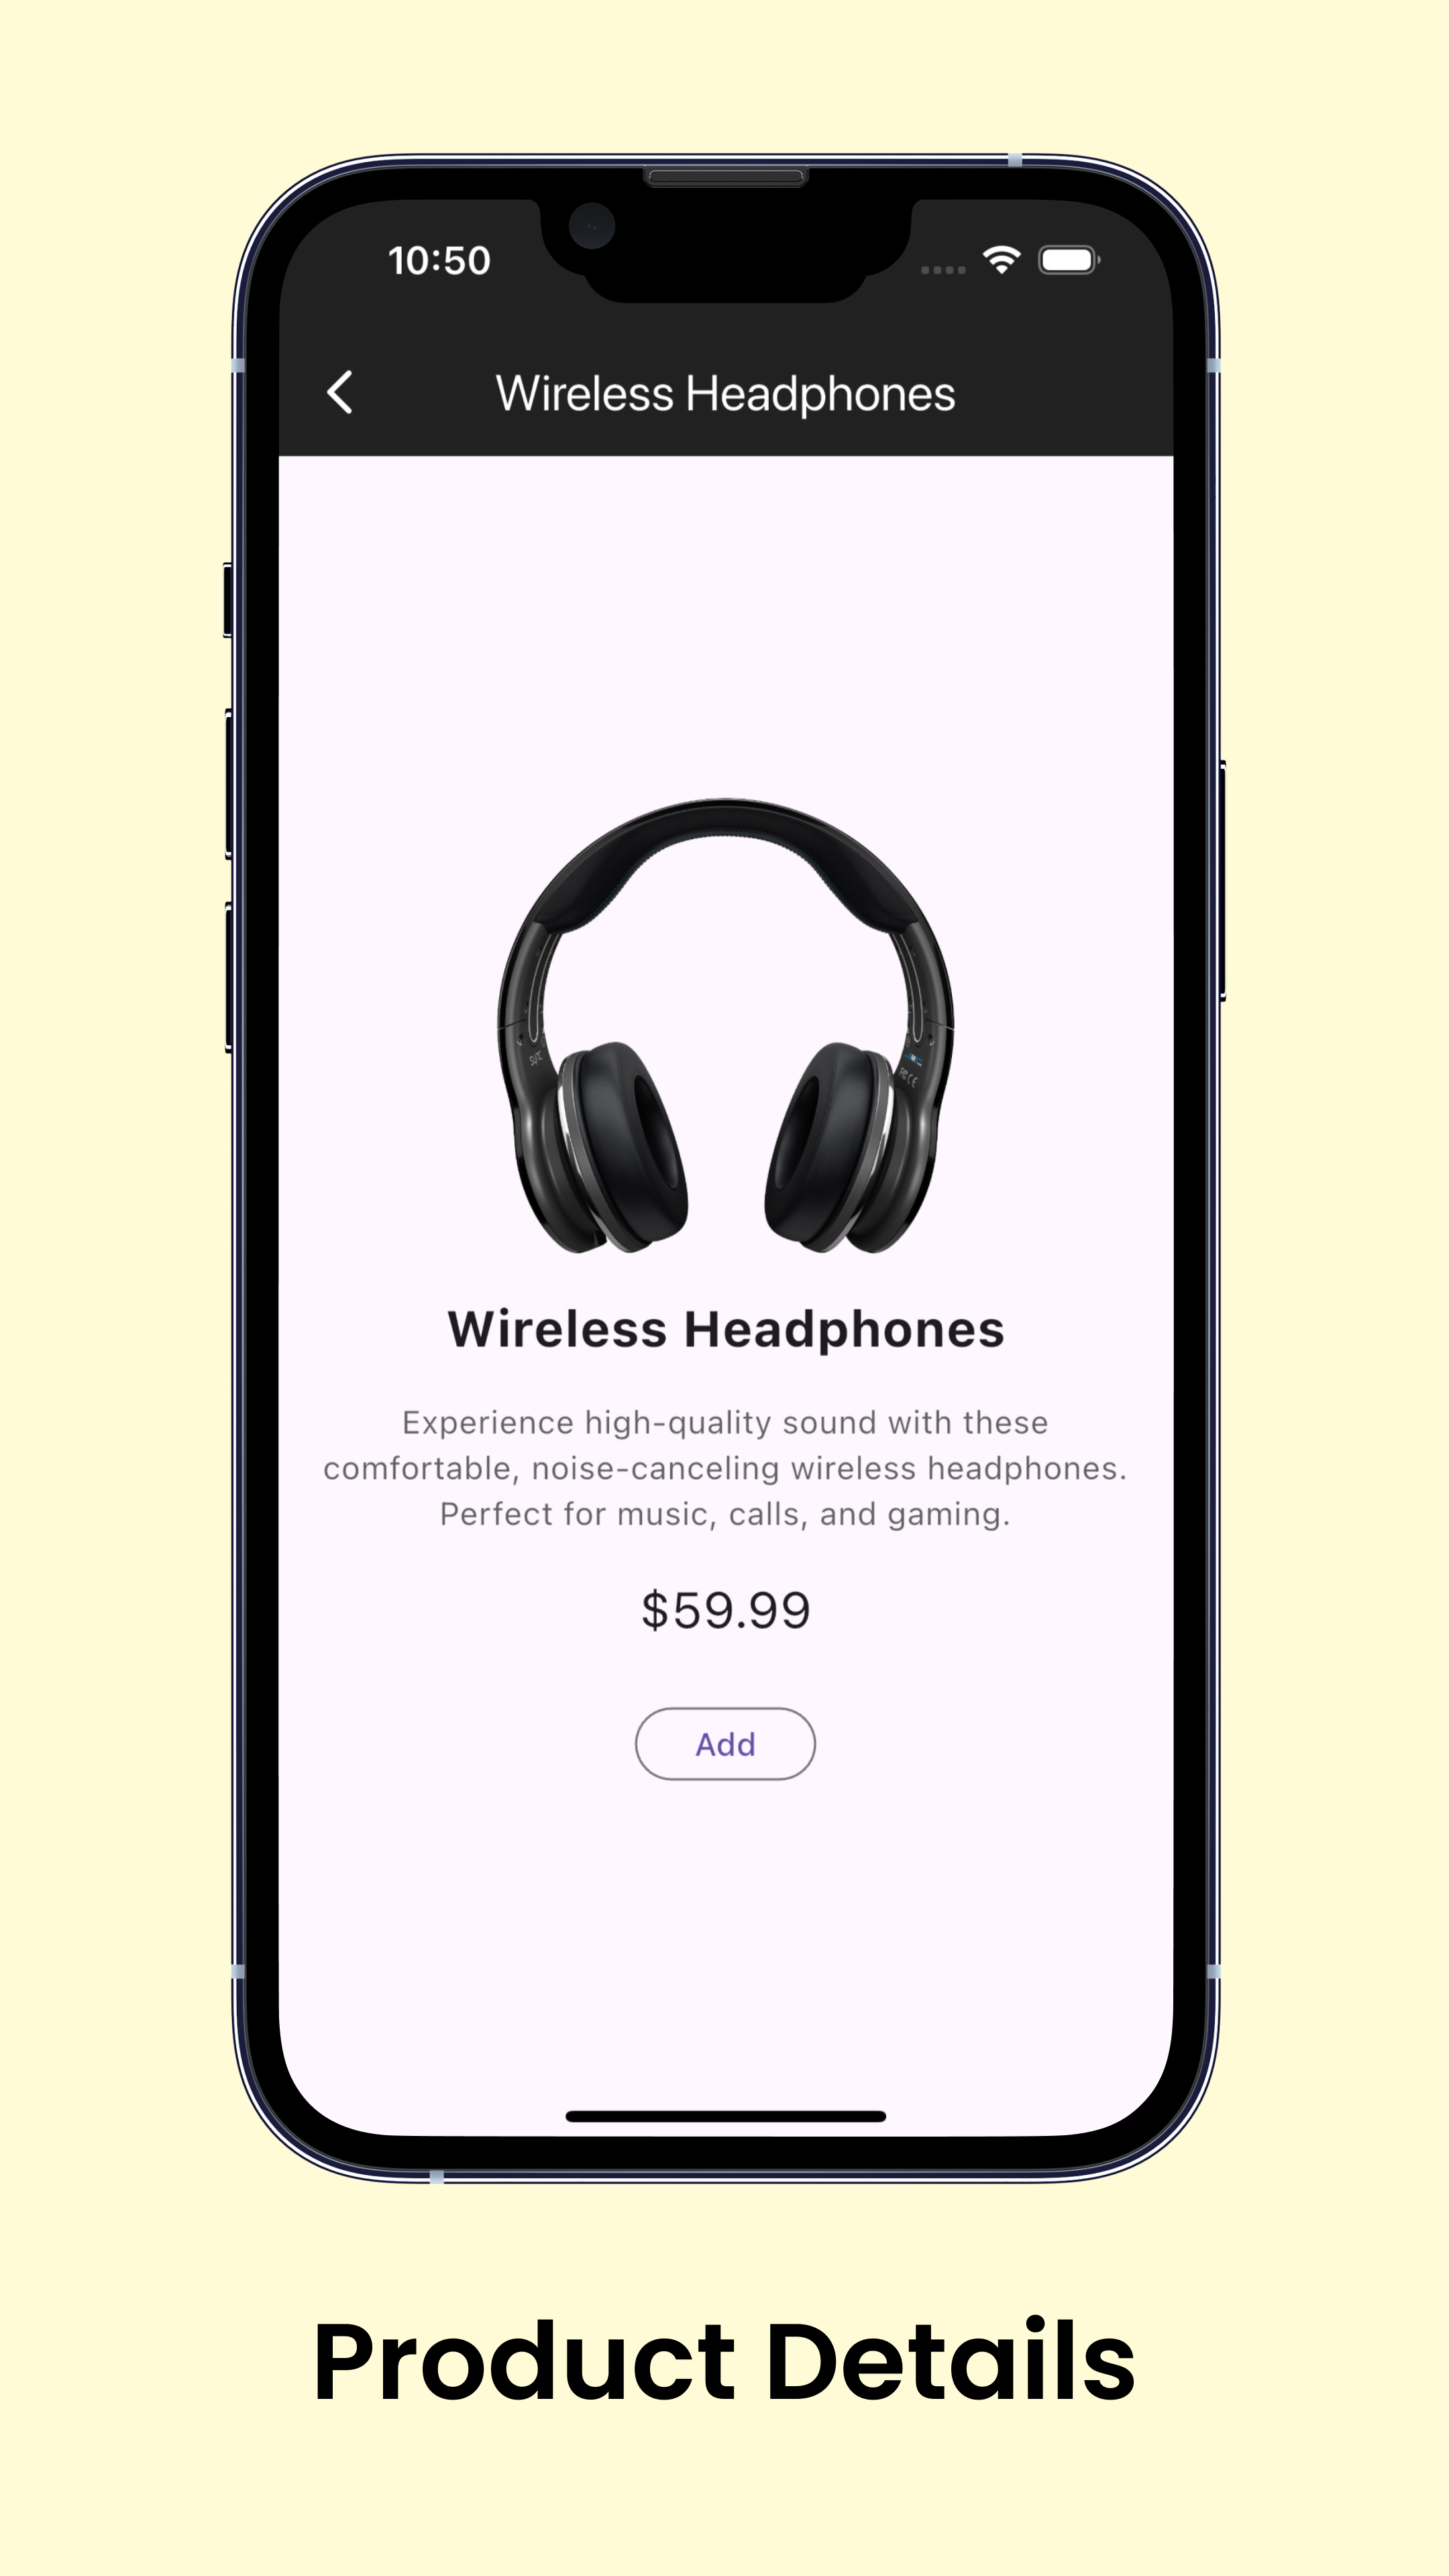 10:50
Wireless Headphones
Wireless Headphones
Experience high-quality sound with these
comfortable, noise-canceling wireless headphones.
Perfect for music, calls, and gaming.
$59.99
Add
Product Details